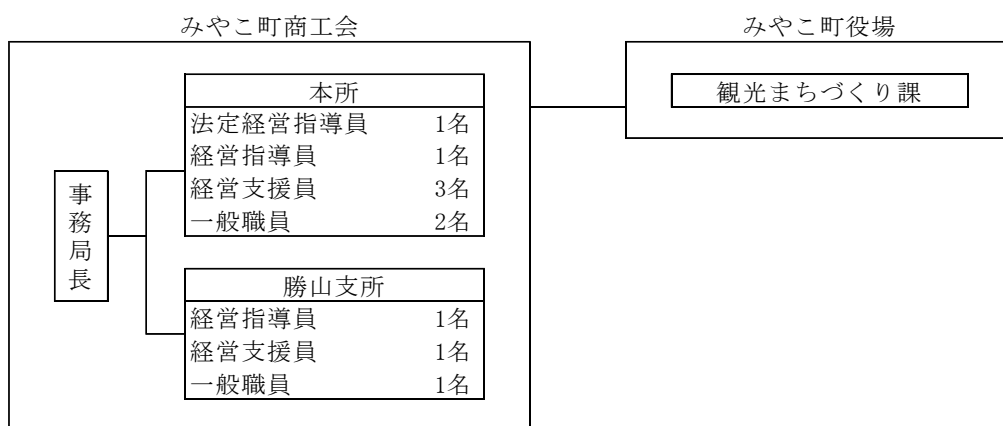 みやこ町商工会
みやこ町役場
本所
法定経営指導員 1名
経営指導員 1名
経営支援員 3名
一般職員 2名
事務局長
勝山支所
経営指導員 1名
経営支援員 1名
一般職員 1名
観光まちづくり課